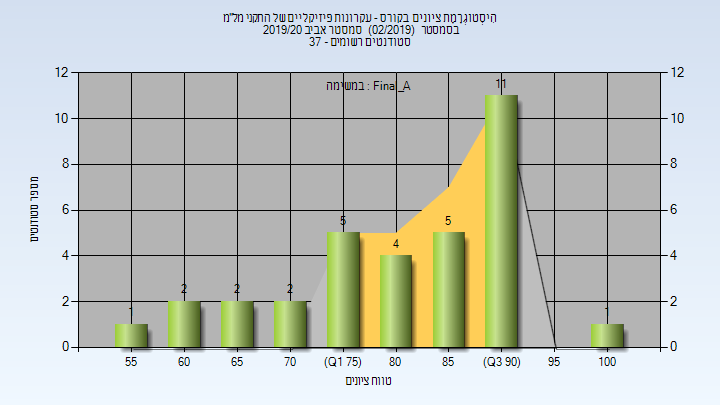 הִיסְטוֹגְרָמַת ציונים בקורס - עקרונות פיזיקליים של התקני מל"מ
בסמסטר (02/2019) סמסטר אביב 2019/20
סטודנטים רשומים - 37
במשימה : Final_A
מספר סטודנטים
12 10 8 6 4 2 0
1 2 2 2 5 4 5 11 1
12 10 8 6 4 2 0
55 60 65 70 (Q1 75) 80 85 (Q3 90) 95 100
טווח ציונים